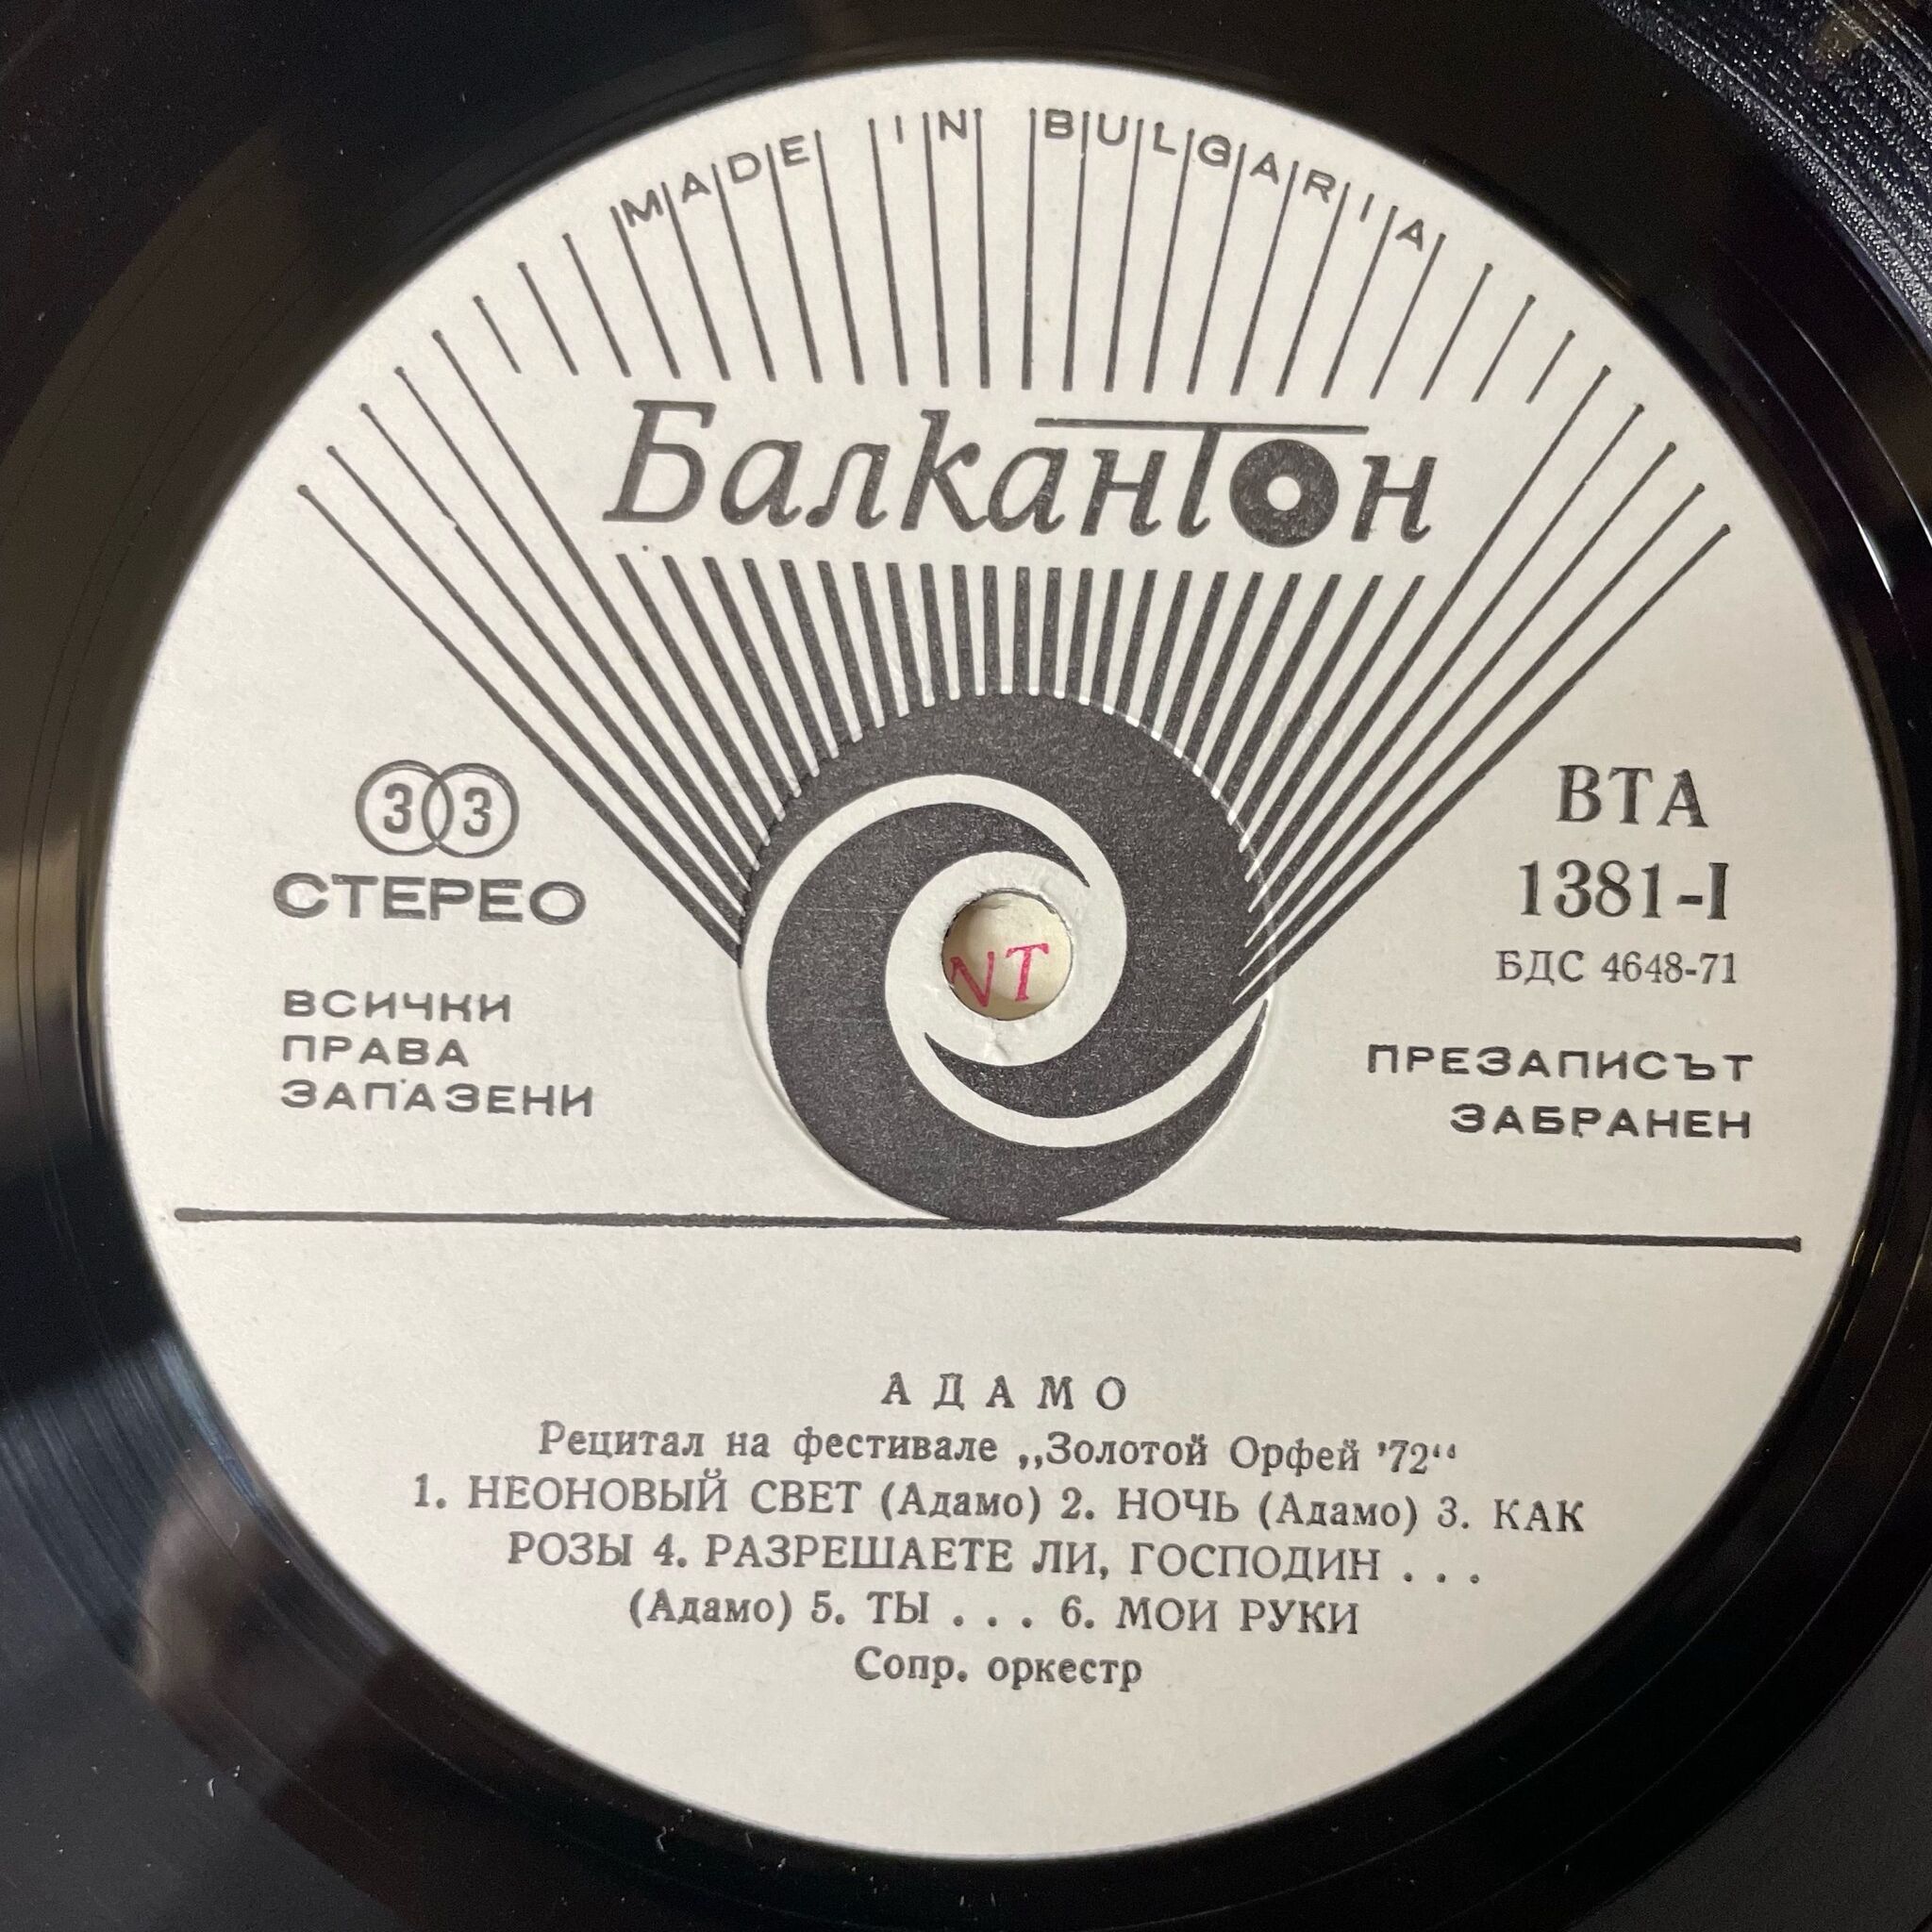 MADE IN BULGARIA
Балкантон
33
СТЕРЕО
ВСИЧКИ
ПРАВА
ЗАПАЗЕНИ
NT
ВТА
1381-I
БДС 4648-71
ПРЕЗАПИСЪТ
ЗАБРАНЕН
АДАМО
Рецитал на фестивале „Золотой Орфей ’72“
1. НЕОНОВЫЙ СВЕТ (Адамо) 2. НОЧЬ (Адамо) 3. КАК
РОЗЫ 4. РАЗРЕШАЕТЕ ЛИ, ГОСПОДИН . . .
(Адамо) 5. ТЫ . . . 6. МОИ РУКИ
Сопр. оркестр